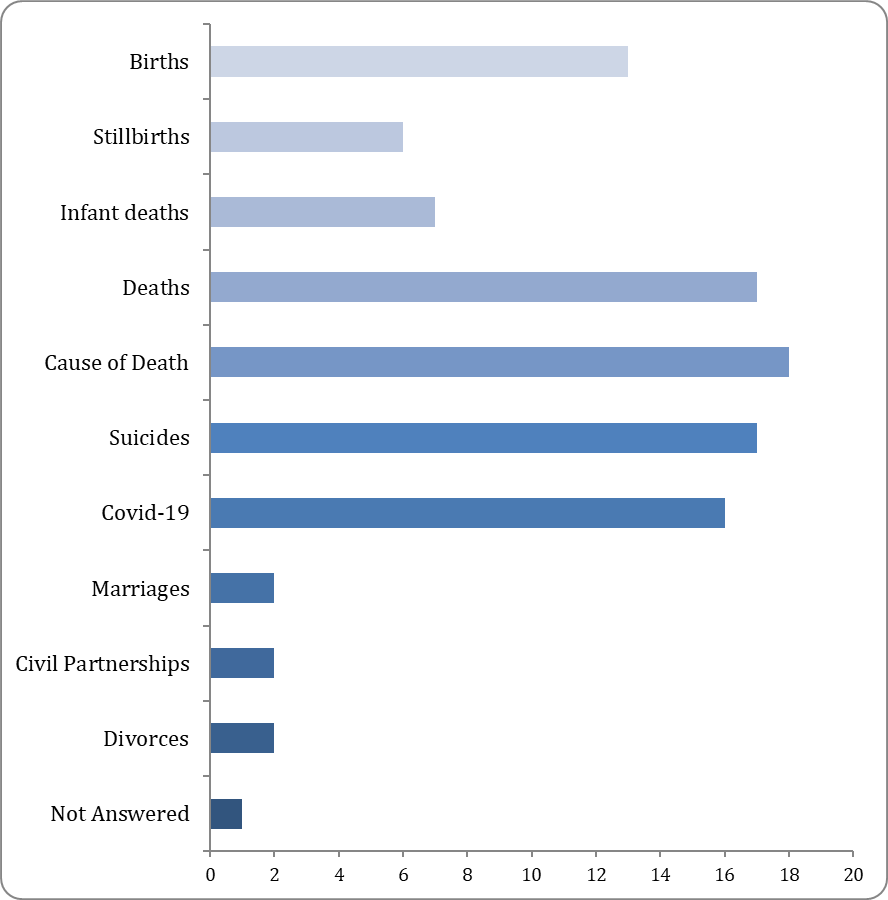 Births
Stillbirths
Infant deaths
Deaths
Cause of Death
Suicides
Covid-19
Marriages
Civil Partnerships
Divorces
Not Answered
0 2 4 6 8 10 12 14 16 18 20